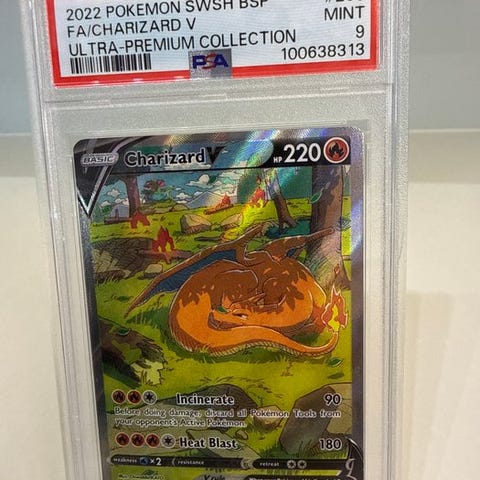 2022 POKEMON SWSH BSP
FA/CHARIZARD V MINT
ULTRA-PREMIUM COLLECTION 9
PSA 100638313
BASIC Charizard V HP 220
Incinerate 90
Before doing damage, discard all Pokémon Tools from
your opponent's Active Pokémon.
Heat Blast 180
weakness ×2 resistance retreat
V rule